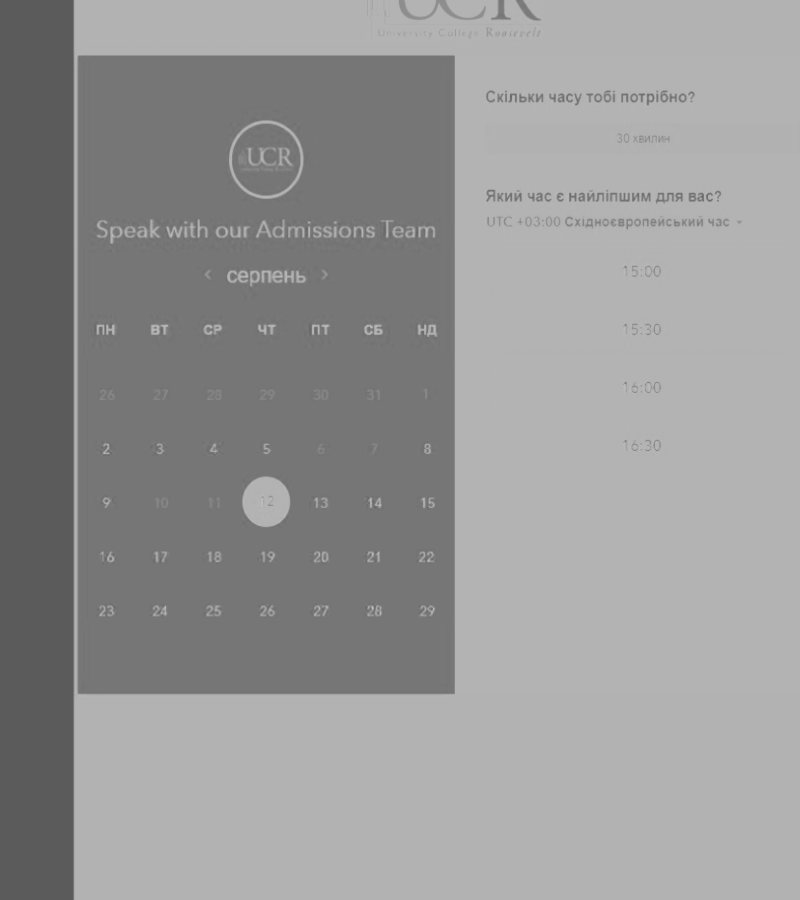 UCR
University College Roosevelt
UCR
Speak with our Admissions Team
‹ серпень ›
ПН ВТ СР ЧТ ПТ СБ НД
26 27 28 29 30 31 1
2 3 4 5 6 7 8
9 10 11 12 13 14 15
16 17 18 19 20 21 22
23 24 25 26 27 28 29
Скільки часу тобі потрібно?
30 хвилин
Який час є найліпшим для вас?
UTC +03:00 Східноєвропейський час
15:00
15:30
16:00
16:30